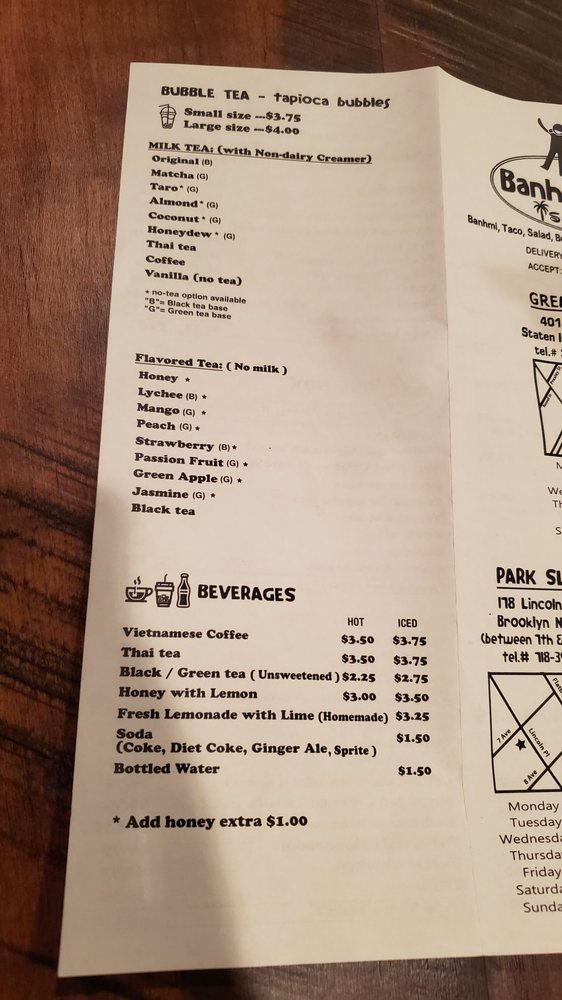 BUBBLE TEA - tapioca bubbles
Small size ---$3.75
Large size ---$4.00
MILK TEA: (with Non-dairy Creamer)
Original (B)
Matcha (G)
Taro* (G)
Almond* (G)
Coconut* (G)
Honeydew* (G)
Thai tea
Coffee
Vanilla (no tea)
* no-tea option available
"B"= Black tea base
"G"= Green tea base
Flavored Tea: ( No milk )
Honey *
Lychee (B) *
Mango (G) *
Peach (G) *
Strawberry (B) *
Passion Fruit (G) *
Green Apple (G) *
Jasmine (G) *
Black tea
BEVERAGES
HOT ICED
Vietnamese Coffee $3.50 $3.75
Thai tea $3.50 $3.75
Black / Green tea ( Unsweetened ) $2.25 $2.75
Honey with Lemon $3.00 $3.50
Fresh Lemonade with Lime (Homemade) $3.25
Soda $1.50
(Coke, Diet Coke, Ginger Ale, Sprite )
Bottled Water $1.50
* Add honey extra $1.00
Banh
Banhmi, Taco, Salad, B
DELIVERY
ACCEPT:
GREE
401
Staten I
tel.#
PARK SL
178 Lincoln
Brooklyn N
(between 7th &
tel.# 718-3
7 Ave
Lincoln Pl
8 Ave
Flatb
Monday
Tuesday
Wednesda
Thursda
Friday
Saturda
Sunda